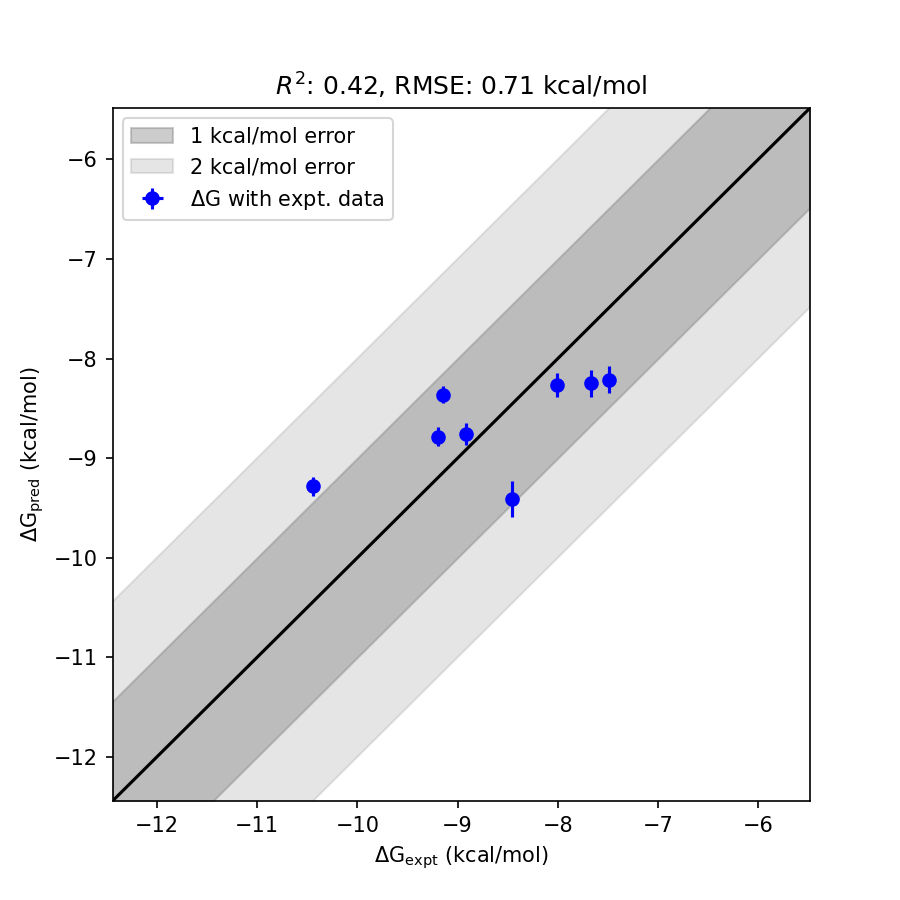 R²: 0.42, RMSE: 0.71 kcal/mol
1 kcal/mol error
2 kcal/mol error
ΔG with expt. data
−6
−7
−8
−9
−10
−11
−12
ΔGpred (kcal/mol)
−12 −11 −10 −9 −8 −7 −6
ΔGexpt (kcal/mol)